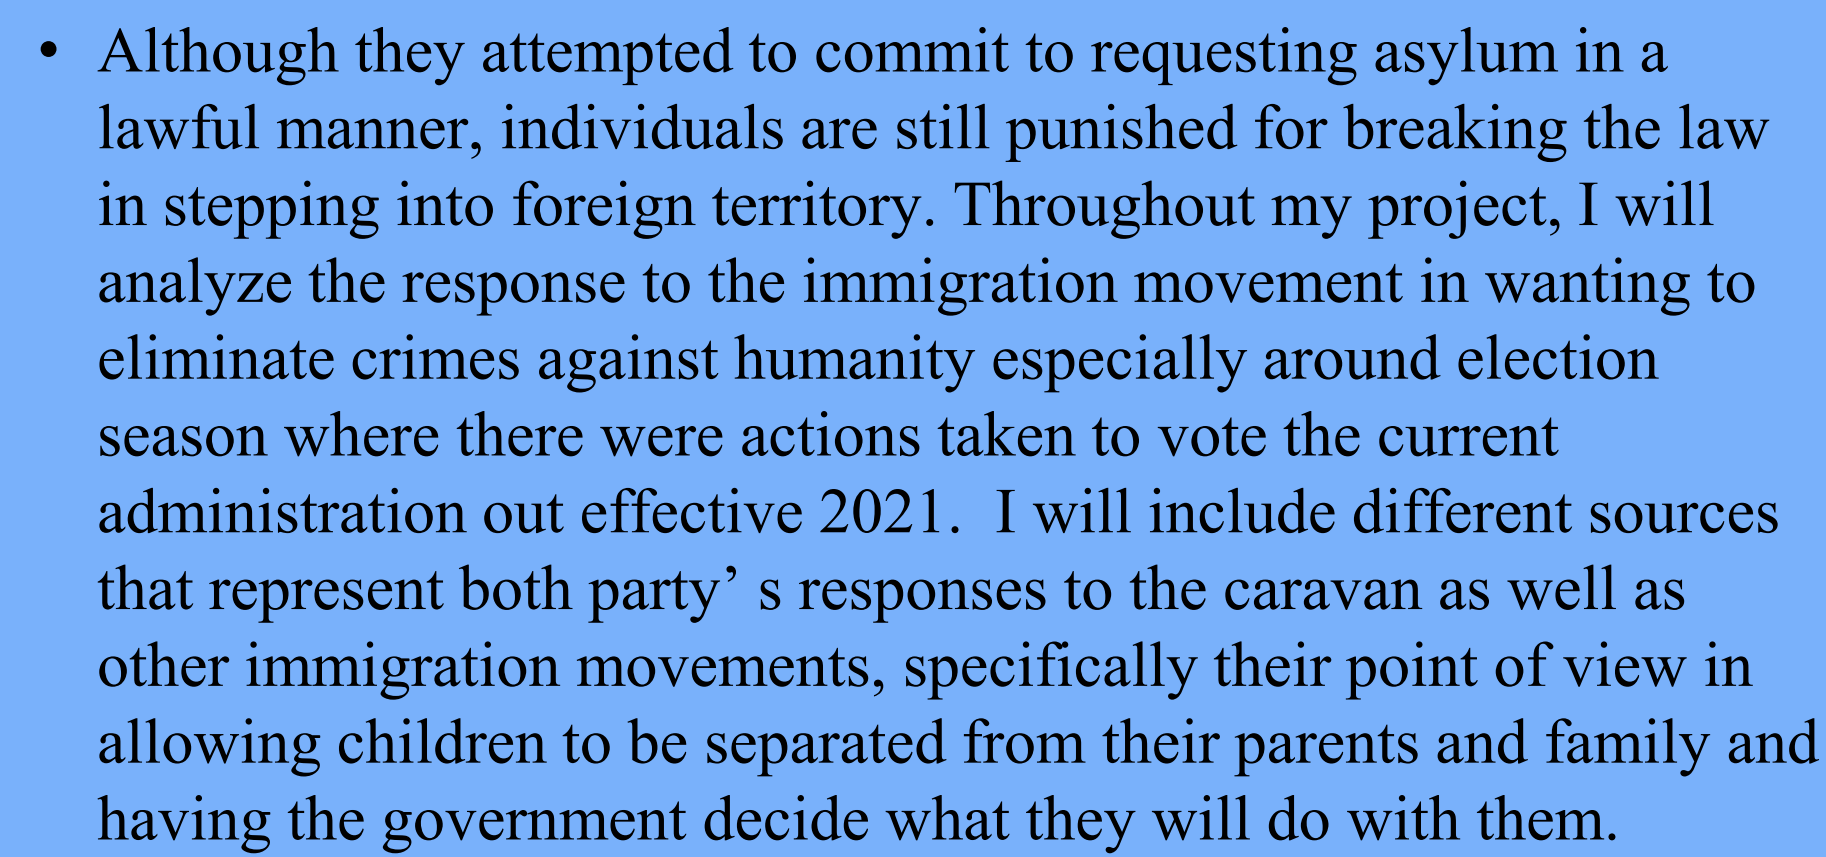 • Although they attempted to commit to requesting asylum in a
lawful manner, individuals are still punished for breaking the law
in stepping into foreign territory. Throughout my project, I will
analyze the response to the immigration movement in wanting to
eliminate crimes against humanity especially around election
season where there were actions taken to vote the current
administration out effective 2021.  I will include different sources
that represent both party’ s responses to the caravan as well as
other immigration movements, specifically their point of view in
allowing children to be separated from their parents and family and
having the government decide what they will do with them.